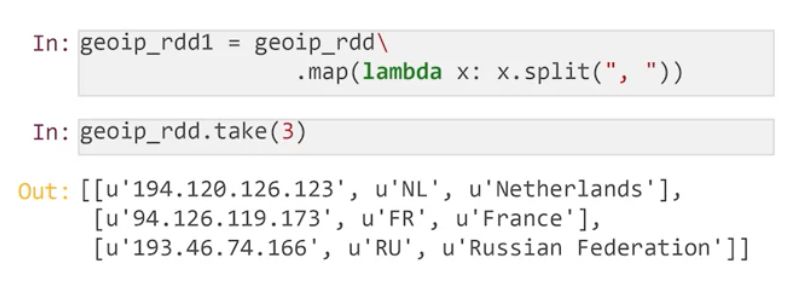 In: geoip_rdd1 = geoip_rdd\
.map(lambda x: x.split(", "))
In: geoip_rdd.take(3)
Out: [[u'194.120.126.123', u'NL', u'Netherlands'],
[u'94.126.119.173', u'FR', u'France'],
[u'193.46.74.166', u'RU', u'Russian Federation']]